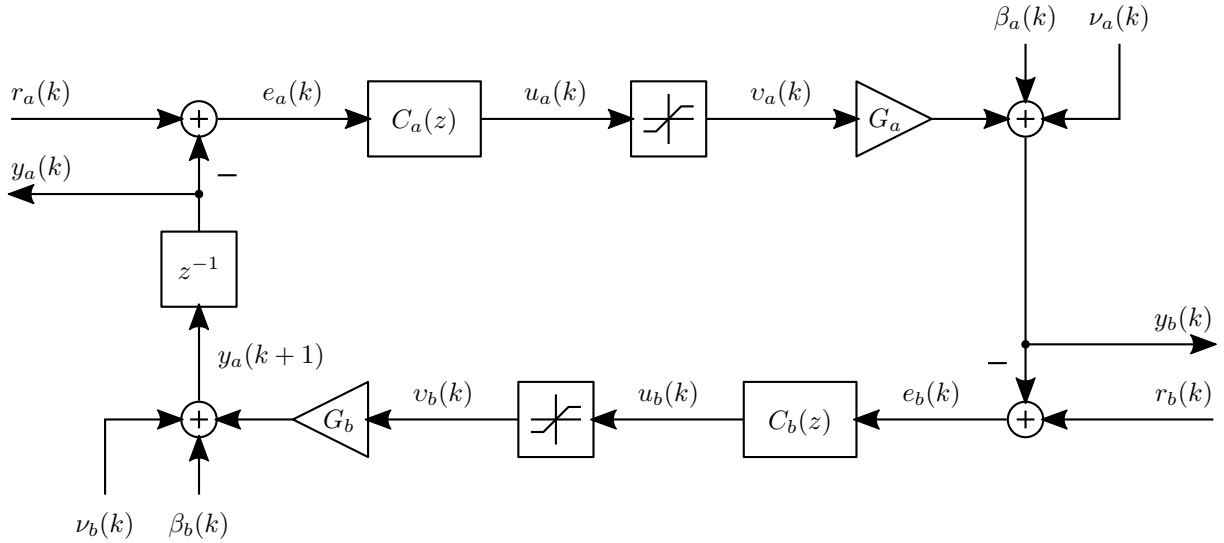 β_a(k) ν_a(k)
r_a(k) e_a(k) C_a(z) u_a(k) υ_a(k) G_a
+ +
y_a(k) −
z^{−1}
y_b(k)
y_a(k + 1) −
υ_b(k) u_b(k) e_b(k) r_b(k)
+ G_b C_b(z) +
ν_b(k) β_b(k)